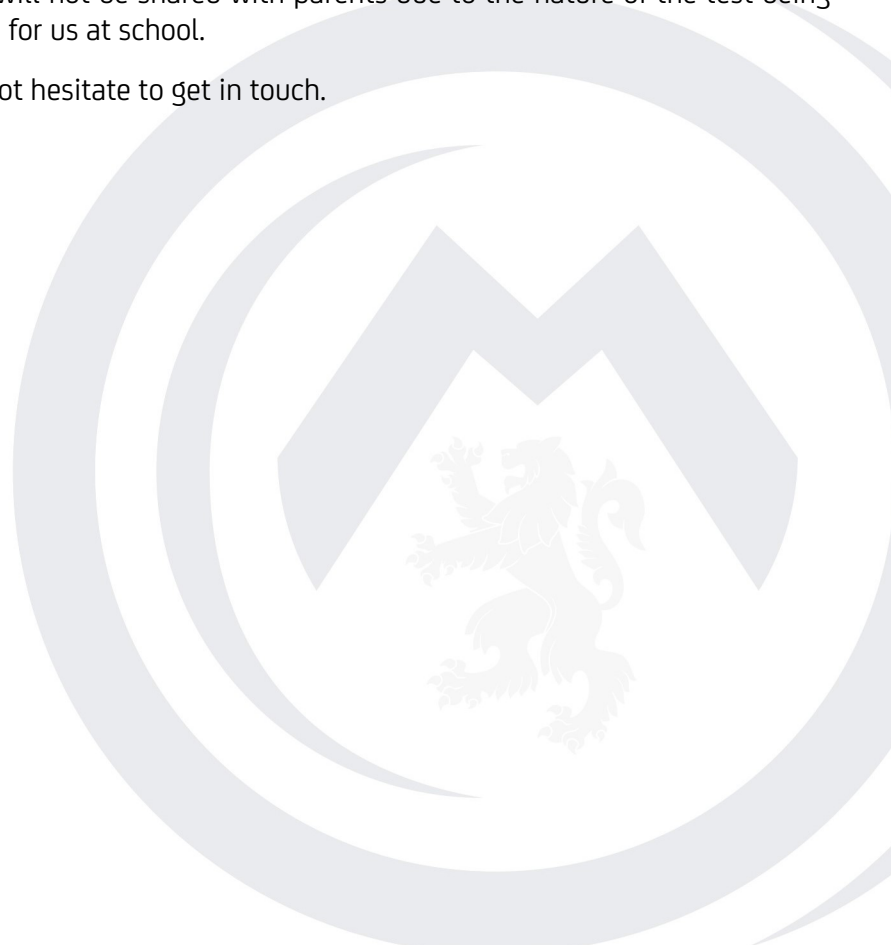 will not be shared with parents due to the nature of the test being
for us at school.
ot hesitate to get in touch.